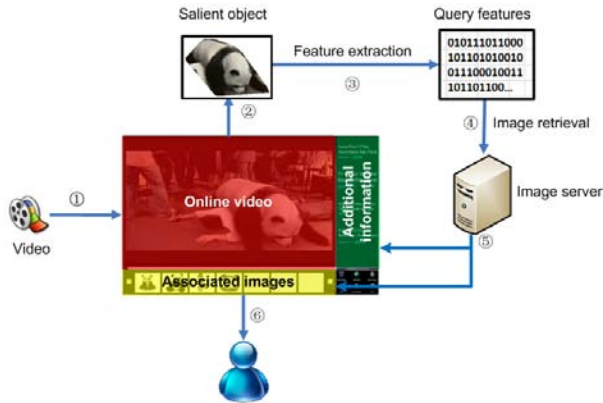 Salient object
Query features
Feature extraction
③
010111011000
101101010010
011100010011
101101100...
②
④
Image retrieval
Online video
Additional
information
①
Image server
Video
⑤
Associated images
⑥